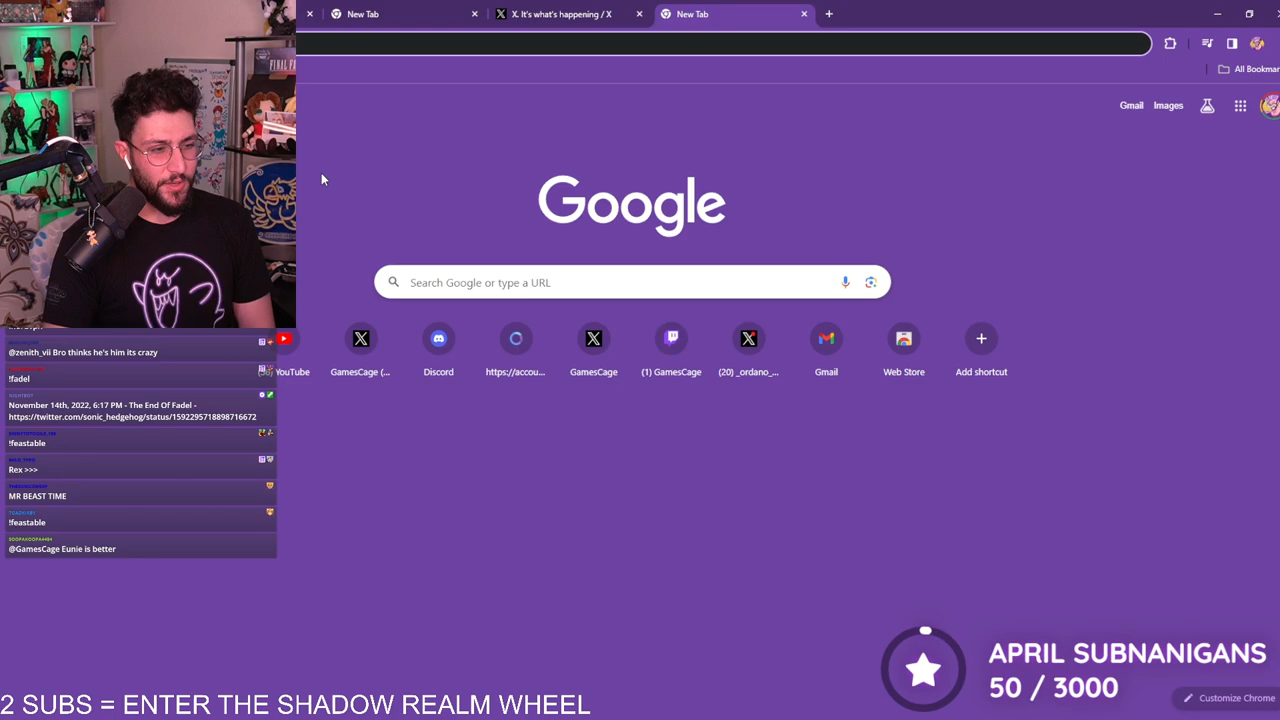 New Tab
X. It's what's happening / X
New Tab
All Bookmar
Gmail
Images
FINAL
Google
Search Google or type a URL
YouTube
GamesCage (...
Discord
https://accou...
GamesCage
(1) GamesCage
(20) _ordano_...
Gmail
Web Store
Add shortcut
@zenith_vii Bro thinks he's him its crazy
!fadel
NIGHTBOT
November 14th, 2022, 6:17 PM - The End Of Fadel -
https://twitter.com/sonic_hedgehog/status/1592295718898716672
!feastable
Rex >>>
MR BEAST TIME
!feastable
@GamesCage Eunie is better
APRIL SUBNANIGANS
50 / 3000
Customize Chrome
2 SUBS = ENTER THE SHADOW REALM WHEEL